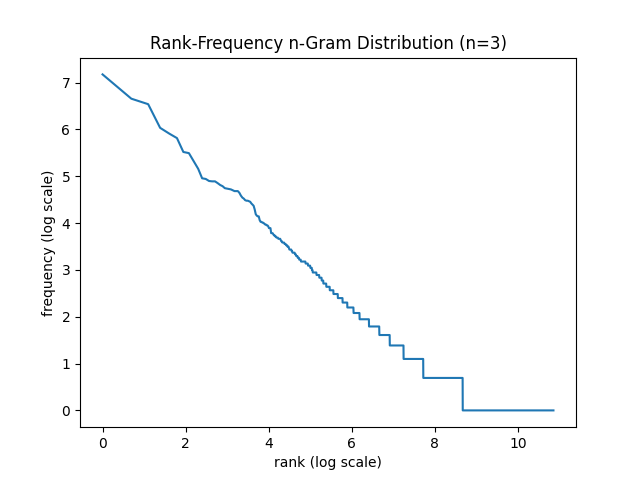 Rank-Frequency n-Gram Distribution (n=3)
7
6
5
4
3
2
1
0
frequency (log scale)
0 2 4 6 8 10
rank (log scale)